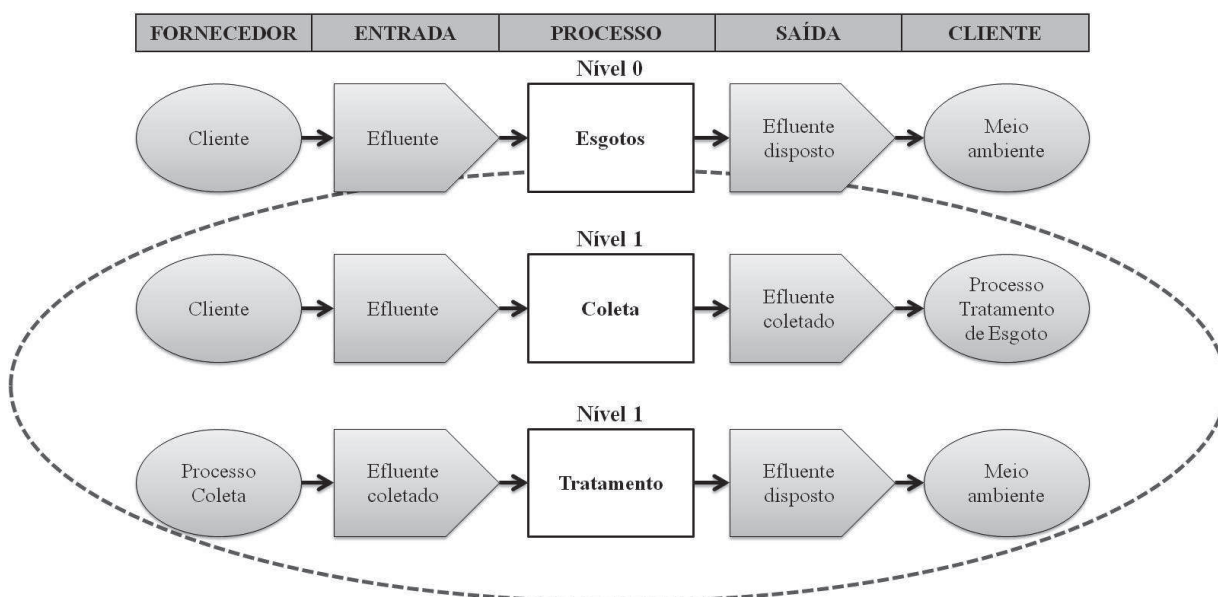 FORNECEDOR ENTRADA PROCESSO SAÍDA CLIENTE
Nível 0
Cliente
Efluente
Esgotos
Efluente
disposto
Meio
ambiente
Nível 1
Cliente
Efluente
Coleta
Efluente
coletado
Processo
Tratamento
de Esgoto
Nível 1
Processo
Coleta
Efluente
coletado
Tratamento
Efluente
disposto
Meio
ambiente